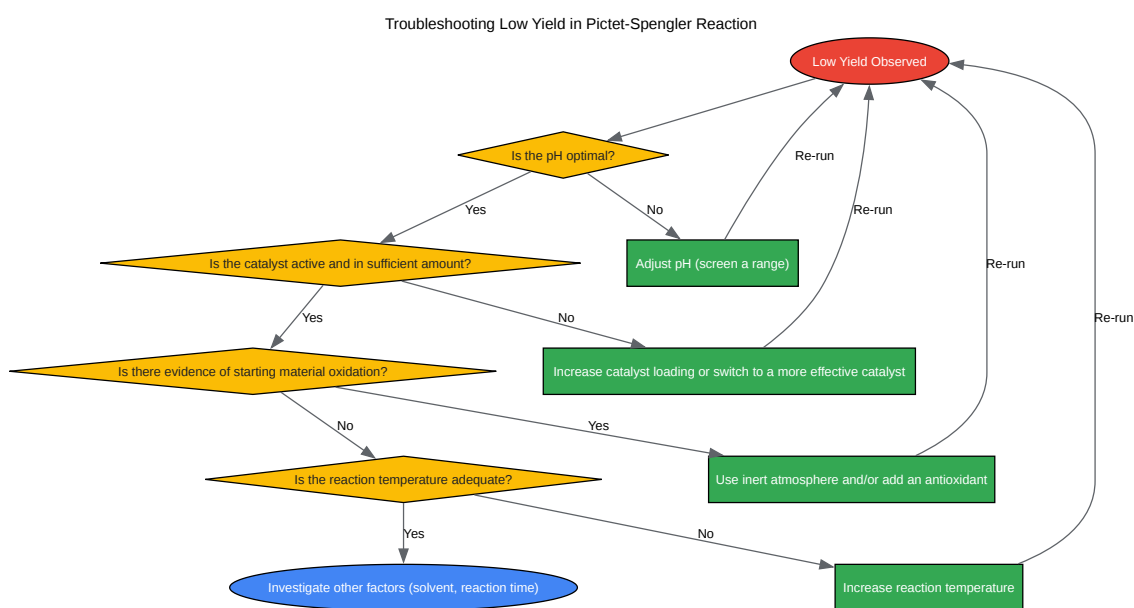 Troubleshooting Low Yield in Pictet-Spengler Reaction
Low Yield Observed
Is the pH optimal?
Re-run
Yes
No
Re-run
Is the catalyst active and in sufficient amount?
Adjust pH (screen a range)
Re-run
Yes
No
Re-run
Is there evidence of starting material oxidation?
Increase catalyst loading or switch to a more effective catalyst
No
Yes
Is the reaction temperature adequate?
Use inert atmosphere and/or add an antioxidant
Yes
No
Investigate other factors (solvent, reaction time)
Increase reaction temperature